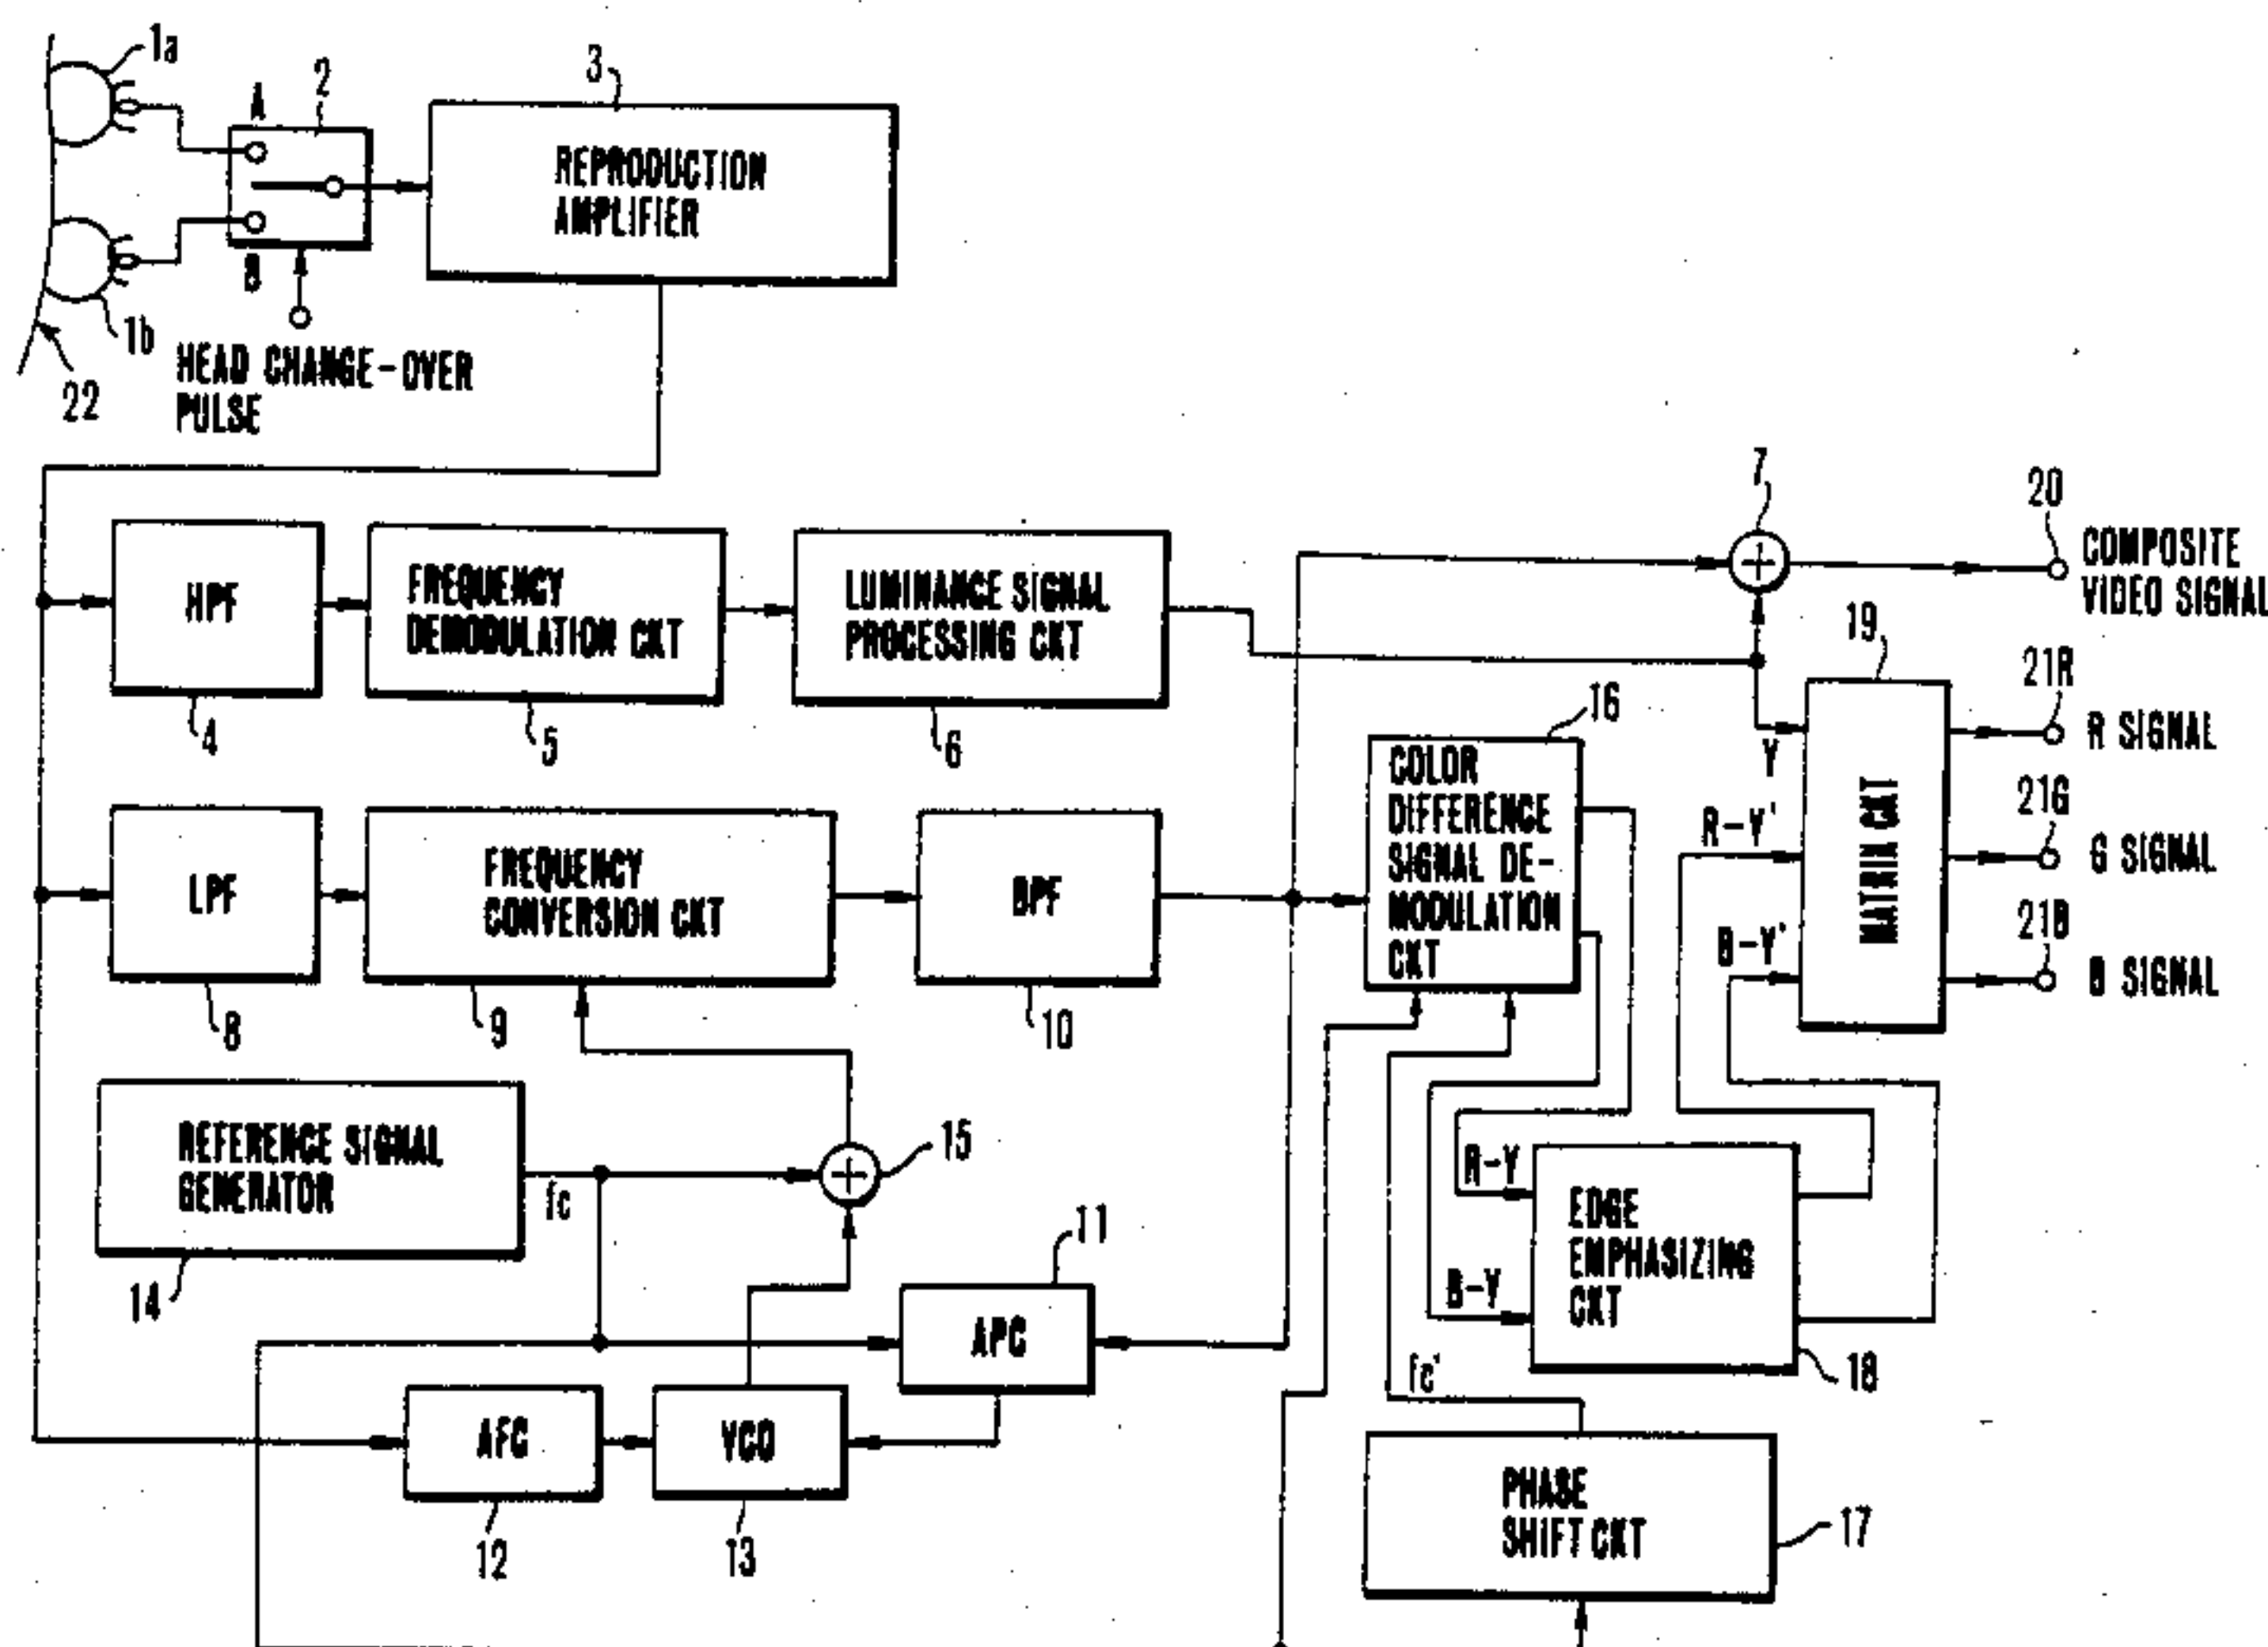 1a
A
2
3
REPRODUCTION
AMPLIFIER
B
1b
22
HEAD CHANGE-OVER
PULSE
7
20
COMPOSITE
VIDEO SIGNAL
HPF
FREQUENCY
DEMODULATION CKT
LUMINANCE SIGNAL
PROCESSING CKT
4
5
6
16
19
21R
R SIGNAL
Y
21G
G SIGNAL
R-Y'
21B
B SIGNAL
B-Y'
MATRIX CKT
LPF
FREQUENCY
CONVERSION CKT
BPF
COLOR
DIFFERENCE
SIGNAL DE-
MODULATION
CKT
8
9
10
REFERENCE SIGNAL
GENERATOR
fc
15
14
11
R-Y
B-Y
EDGE
EMPHASIZING
CKT
18
APC
fc'
AFC
VCO
12
13
PHASE
SHIFT CKT
17